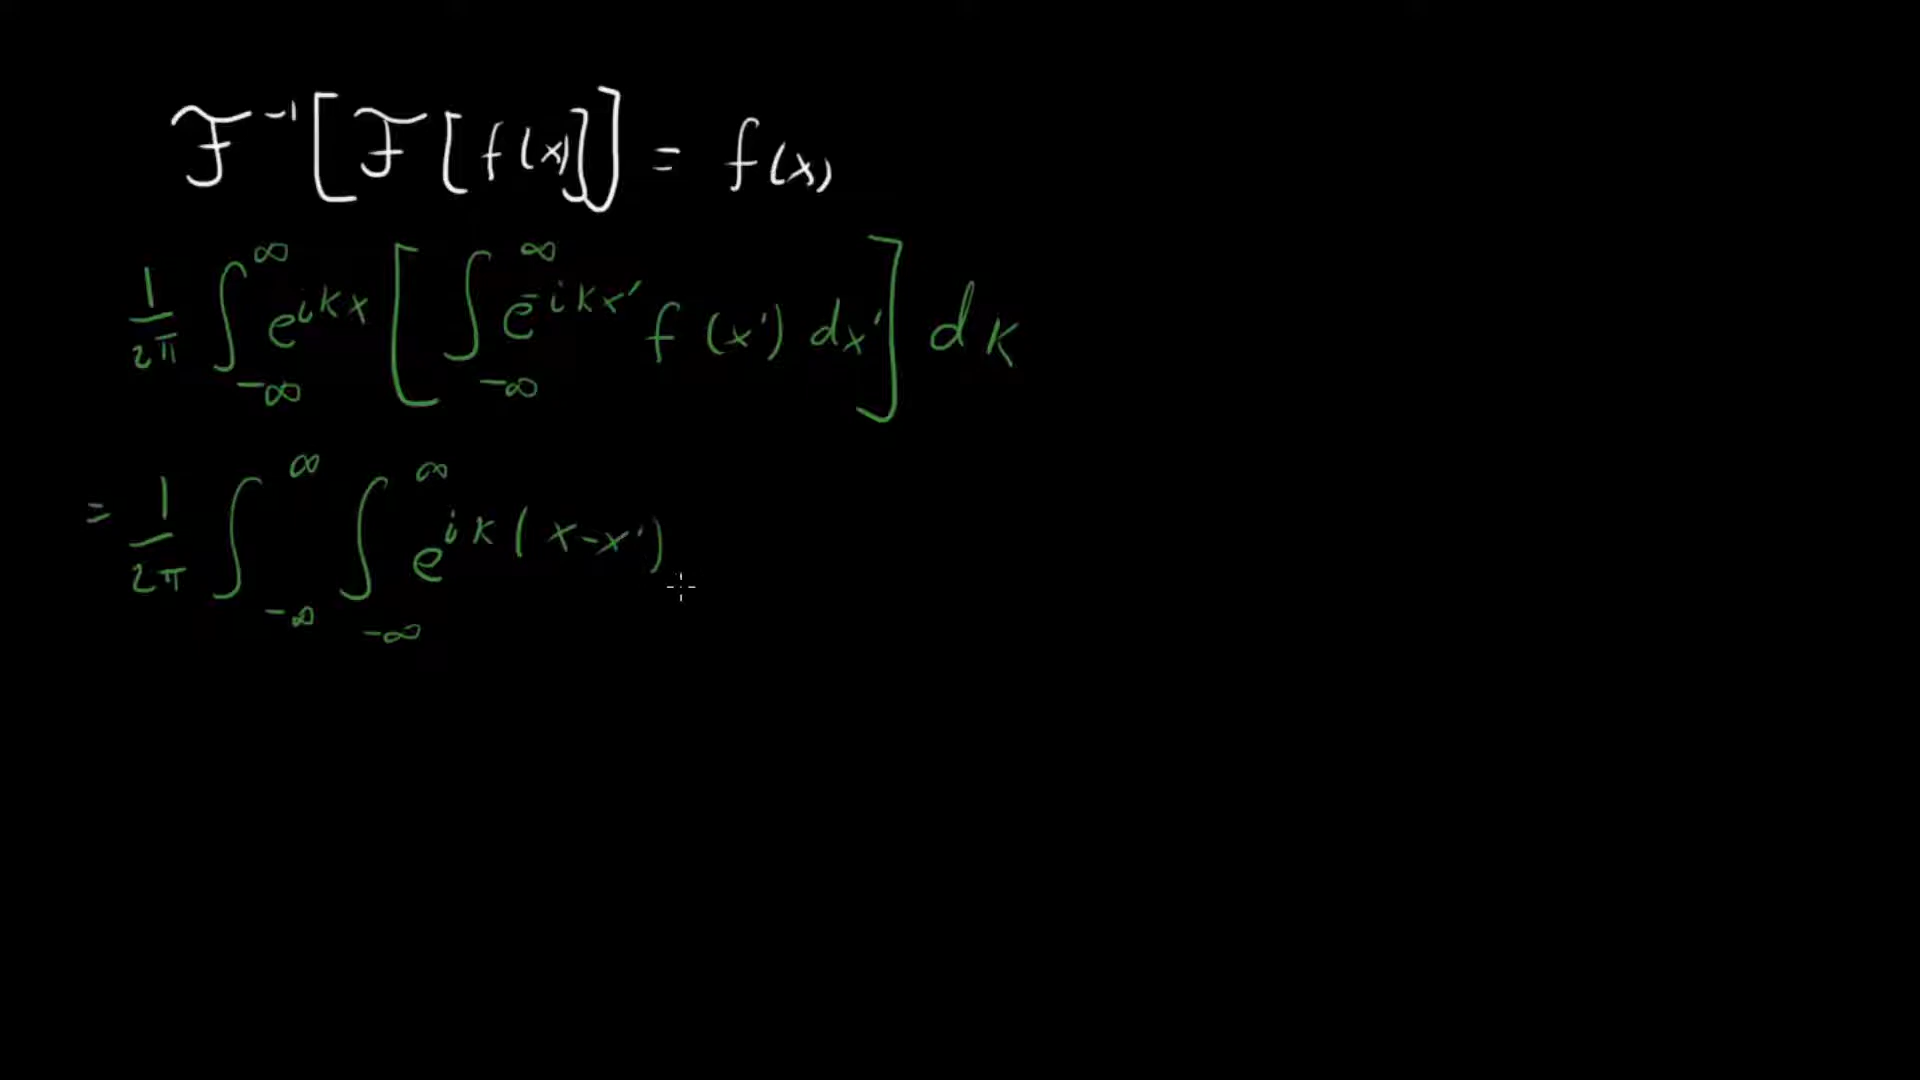 ℱ⁻¹[ℱ[f(x)]] = f(x)
1/2π ∫_{-∞}^{∞} e^{ikx} [∫_{-∞}^{∞} e^{-ikx'} f(x') dx'] dk
= 1/2π ∫_{-∞}^{∞} ∫_{-∞}^{∞} e^{ik(x-x')}